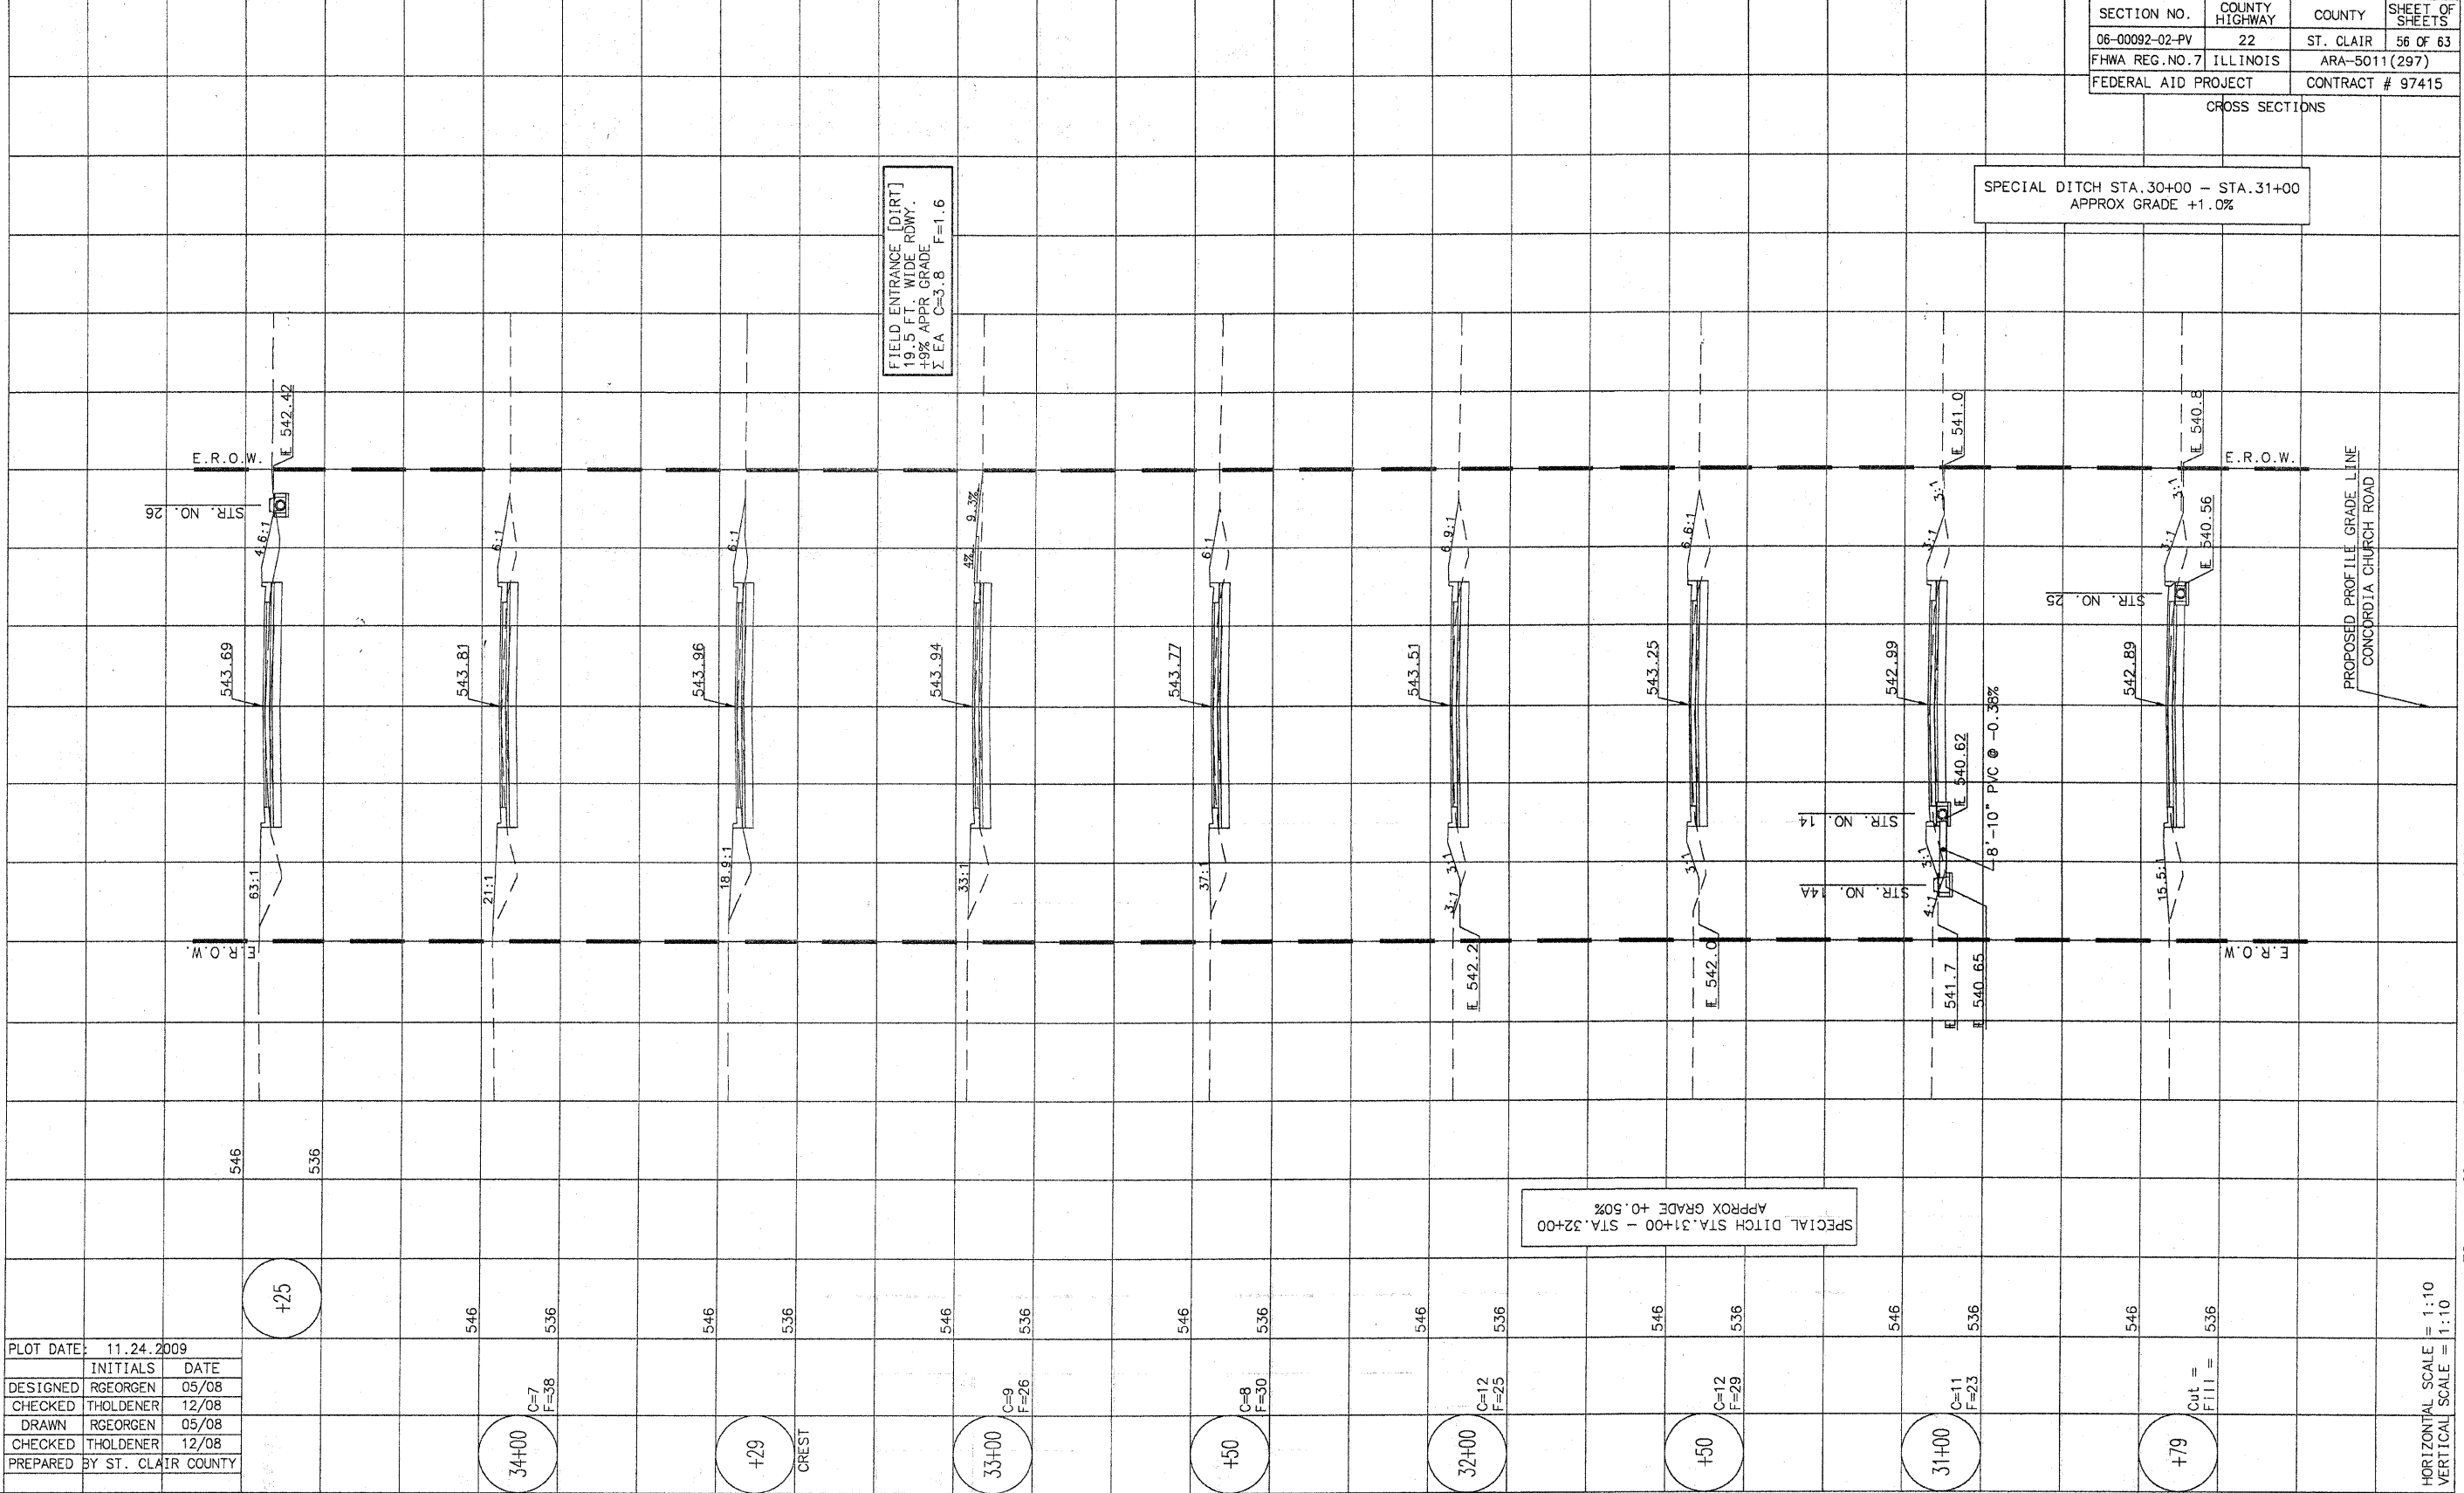 SECTION NO. COUNTY HIGHWAY COUNTY SHEET OF SHEETS
06-00092-02-PV 22 ST. CLAIR 56 OF 63
FHWA REG.NO.7 ILLINOIS ARA-5011(297)
FEDERAL AID PROJECT CONTRACT # 97415
CROSS SECTIONS
SPECIAL DITCH STA.30+00 - STA.31+00
APPROX GRADE +1.0%
FIELD ENTRANCE [DIRT]
19.5 FT. WIDE RDWY.
+9% APPR GRADE
Σ EA C=3.8 F=1.6
E.R.O.W.
STR. NO. 26
542.42
4.6:1
543.69
63:1
E.R.O.W.
546
536
+25
6:1
543.81
21:1
546
536
C=7
F=38
34+00
6:1
543.96
18.9:1
546
536
+29
CREST
9.3%
4%
543.94
33:1
546
536
C=9
F=26
33+00
6:1
543.77
37:1
546
536
C=8
F=30
+50
6.9:1
543.51
3:1
3:1
542.2
546
536
C=12
F=25
32+00
6.6:1
543.25
3:1
542.0
546
536
C=12
F=29
+50
541.0
3:1
3:1
542.99
540.62
8'-10" PVC @ -0.38%
STR. NO. 14
3:1
STR. NO. 14A
4:1
541.7
540.65
546
536
C=11
F=23
31+00
540.8
E.R.O.W.
3:1
3:1
540.56
STR. NO. 25
542.89
15.5:1
E.R.O.W.
546
536
Cut =
Fill =
+79
PROPOSED PROFILE GRADE LINE
CONCORDIA CHURCH ROAD
SPECIAL DITCH STA.31+00 - STA.32+00
APPROX GRADE +0.50%
HORIZONTAL SCALE = 1:10
VERTICAL SCALE = 1:10
PLOT DATE: 11.24.2009
INITIALS DATE
DESIGNED RGEORGEN 05/08
CHECKED THOLDENER 12/08
DRAWN RGEORGEN 05/08
CHECKED THOLDENER 12/08
PREPARED BY ST. CLAIR COUNTY